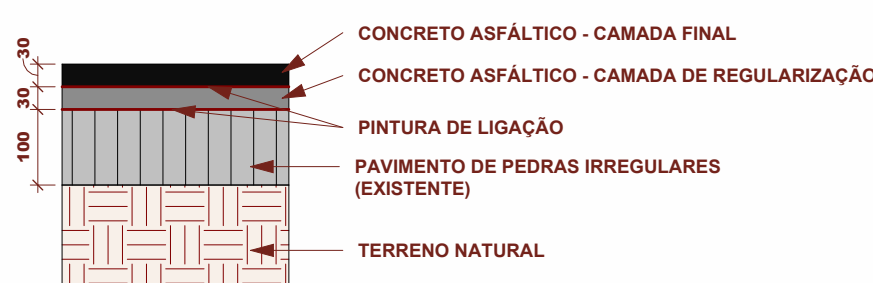 30
CONCRETO ASFÁLTICO - CAMADA FINAL
30
CONCRETO ASFÁLTICO - CAMADA DE REGULARIZAÇÃO
PINTURA DE LIGAÇÃO
100
PAVIMENTO DE PEDRAS IRREGULARES
(EXISTENTE)
TERRENO NATURAL